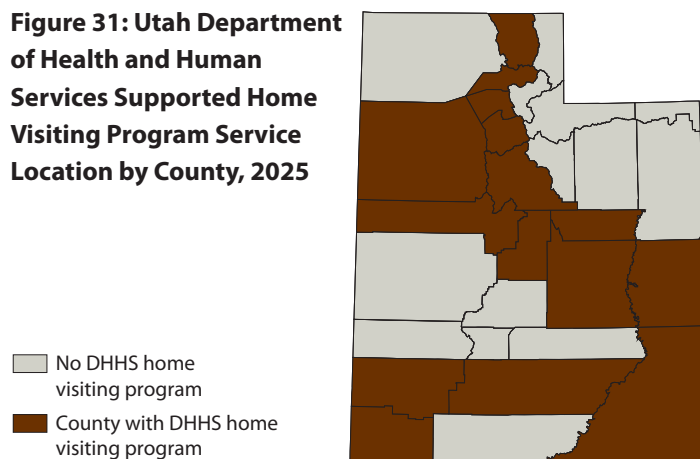 Figure 31: Utah Department
of Health and Human
Services Supported Home
Visiting Program Service
Location by County, 2025
No DHHS home
visiting program
County with DHHS home
visiting program